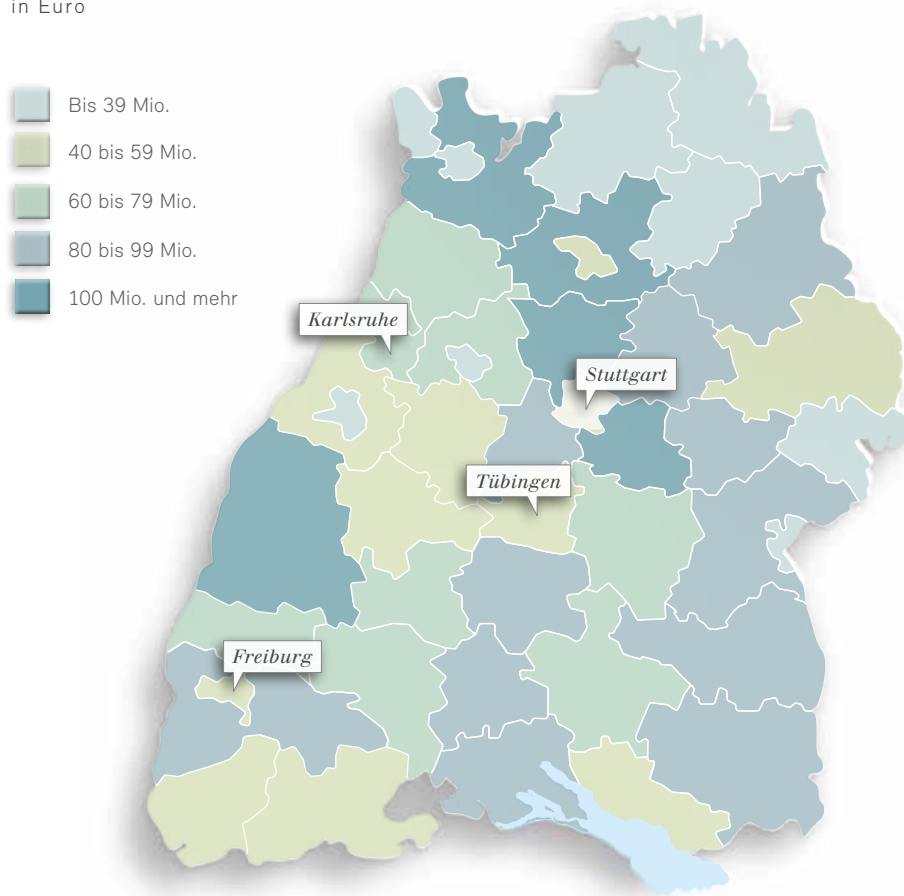 in Euro
Bis 39 Mio.
40 bis 59 Mio.
60 bis 79 Mio.
80 bis 99 Mio.
100 Mio. und mehr
Karlsruhe
Stuttgart
Tübingen
Freiburg